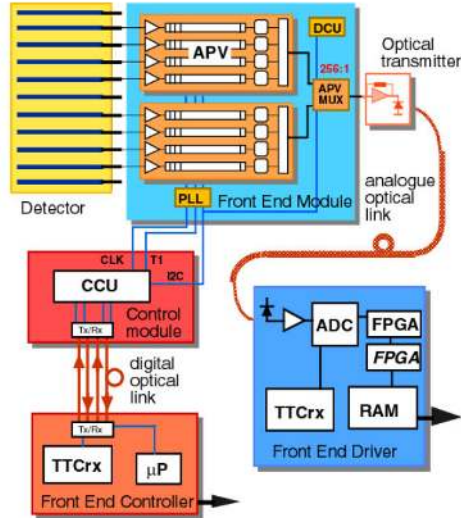 DCU
APV
256:1
APV
MUX
Optical
transmitter
Detector
PLL
Front End Module
analogue
optical
link
CLK
T1
I2C
CCU
Control
module
Tx/Rx
digital
optical
link
Tx/Rx
TTCrx
µP
Front End Controller
ADC
FPGA
FPGA
TTCrx
RAM
Front End Driver